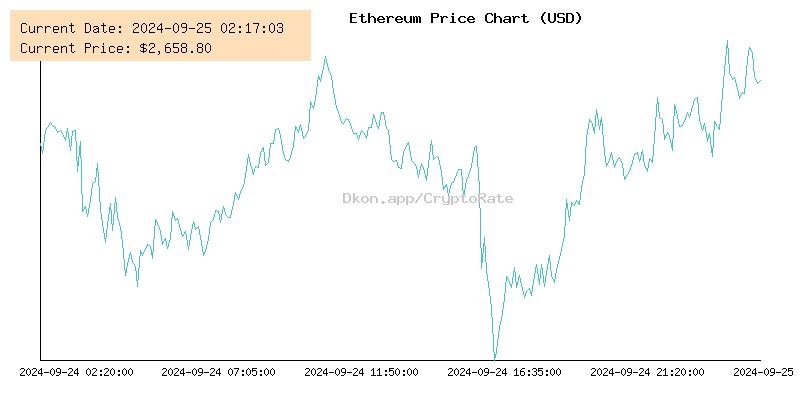 Ethereum Price Chart (USD)
Current Date: 2024-09-25 02:17:03
Current Price: $2,658.80
Dkon.app/CryptoRate
2024-09-24 02:20:00 2024-09-24 07:05:00 2024-09-24 11:50:00 2024-09-24 16:35:00 2024-09-24 21:20:00 2024-09-25